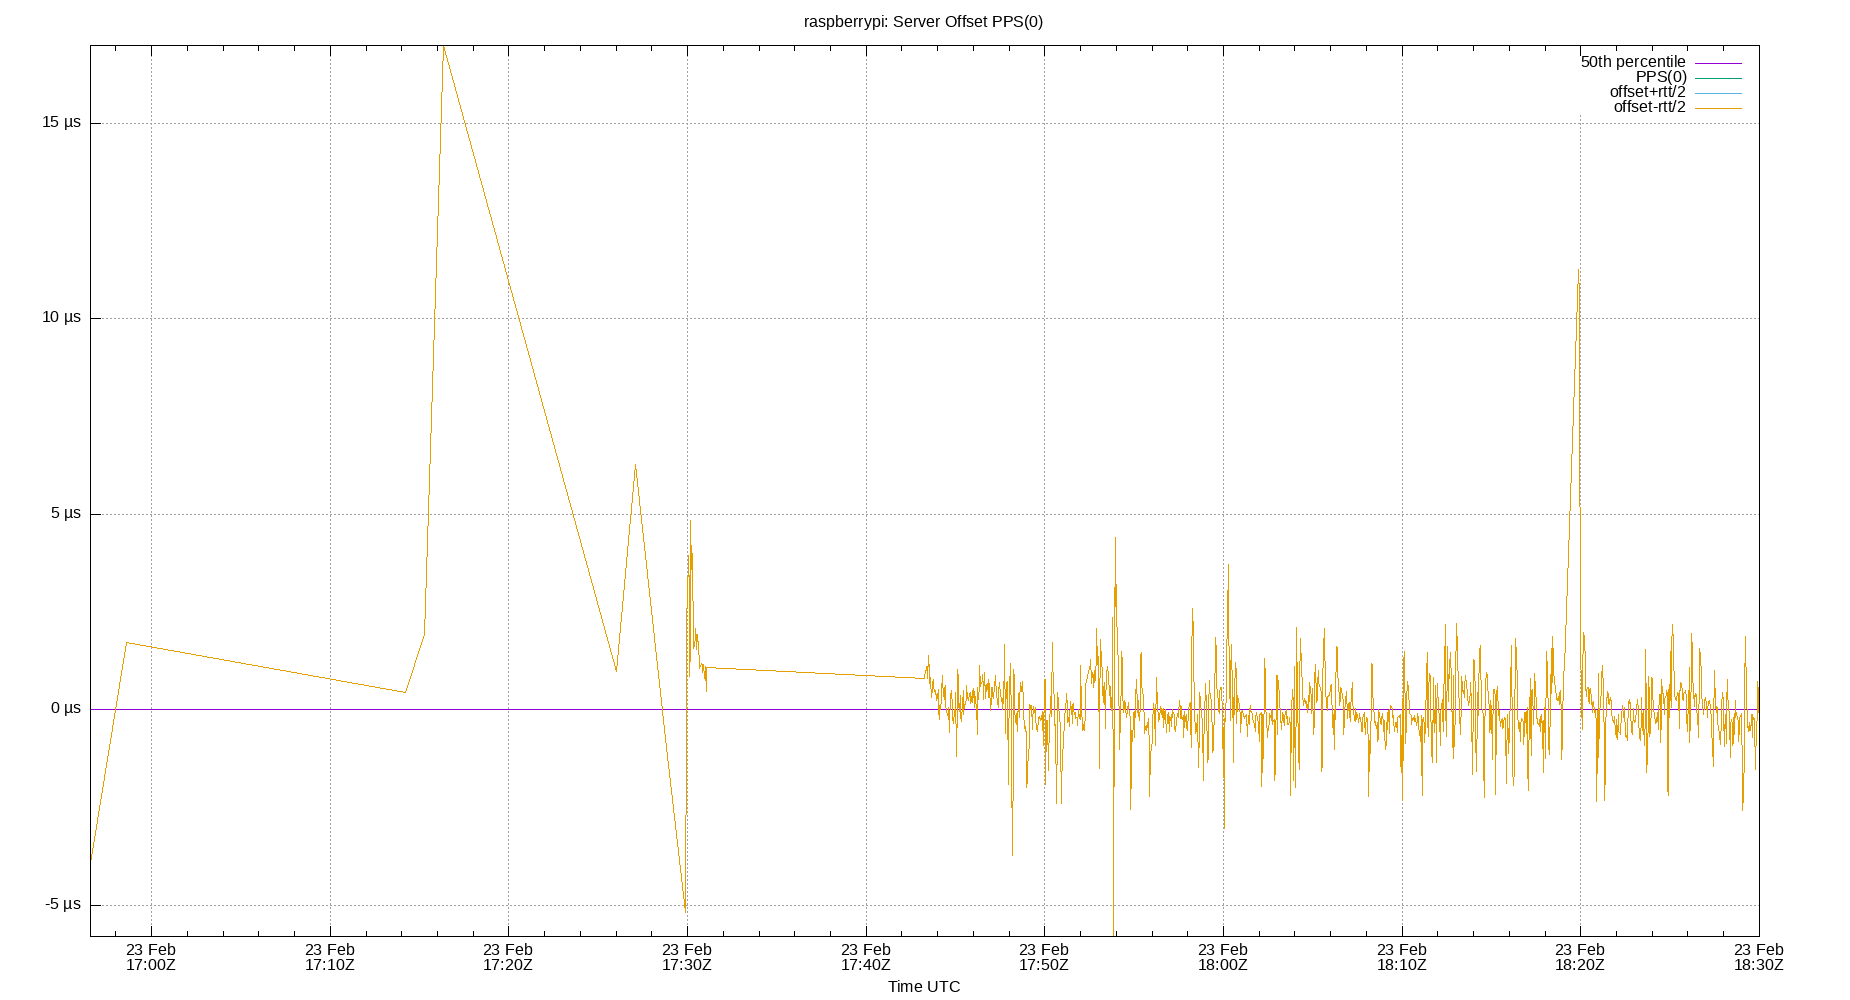 raspberrypi: Server Offset PPS(0)
50th percentile
PPS(0)
offset+rtt/2
offset-rtt/2
15 µs
10 µs
5 µs
0 µs
-5 µs
23 Feb 23 Feb 23 Feb 23 Feb 23 Feb 23 Feb 23 Feb 23 Feb 23 Feb 23 Feb
17:00Z 17:10Z 17:20Z 17:30Z 17:40Z 17:50Z 18:00Z 18:10Z 18:20Z 18:30Z
Time UTC